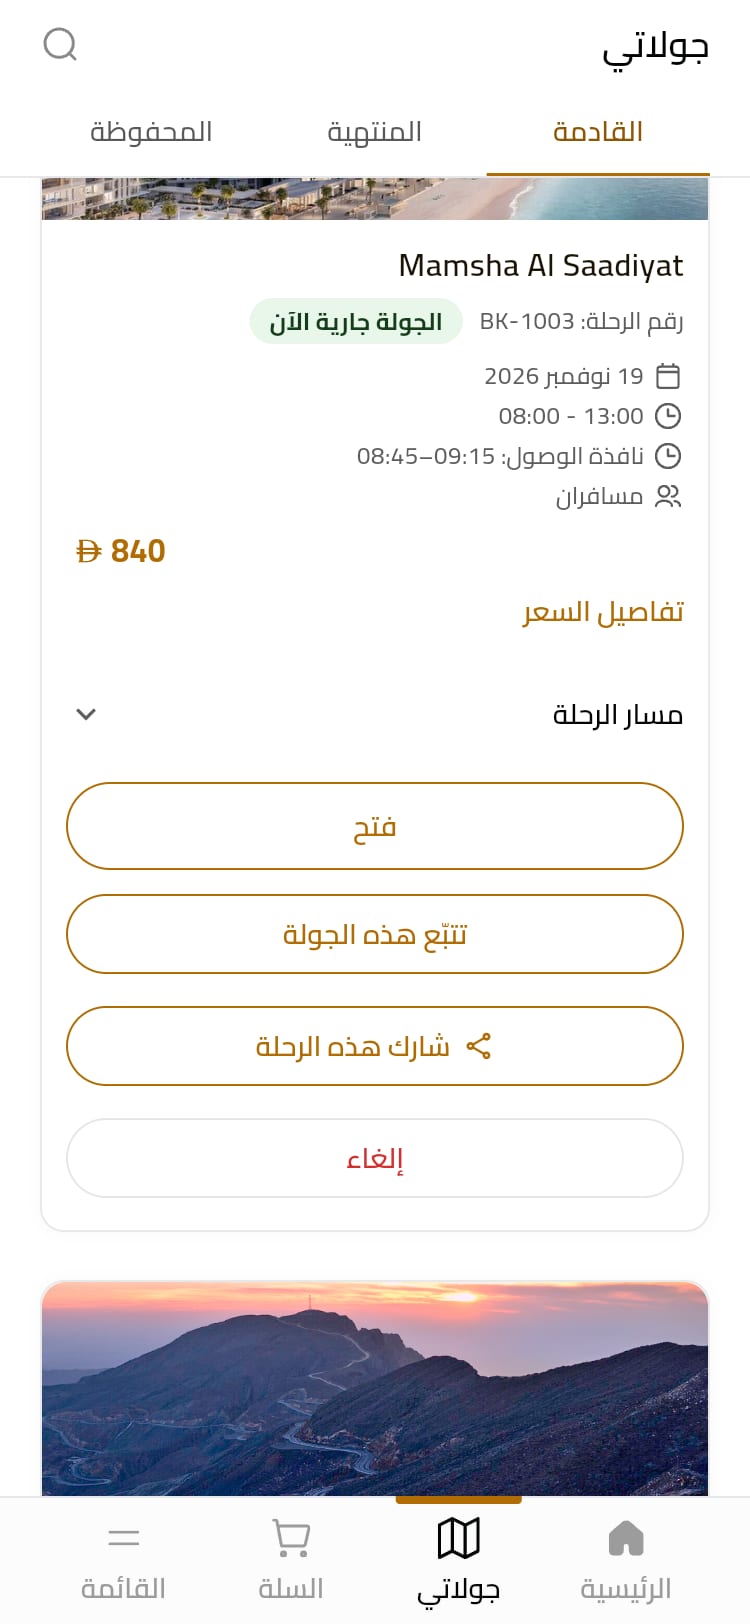 جولاتي
القادمة
المنتهية
المحفوظة
Mamsha Al Saadiyat
رقم الرحلة: BK-1003
الجولة جارية الآن
19 نوفمبر 2026
08:00 - 13:00
نافذة الوصول: 08:45–09:15
مسافران
840
تفاصيل السعر
مسار الرحلة
فتح
تتبّع هذه الجولة
شارك هذه الرحلة
إلغاء
الرئيسية
جولاتي
السلة
القائمة